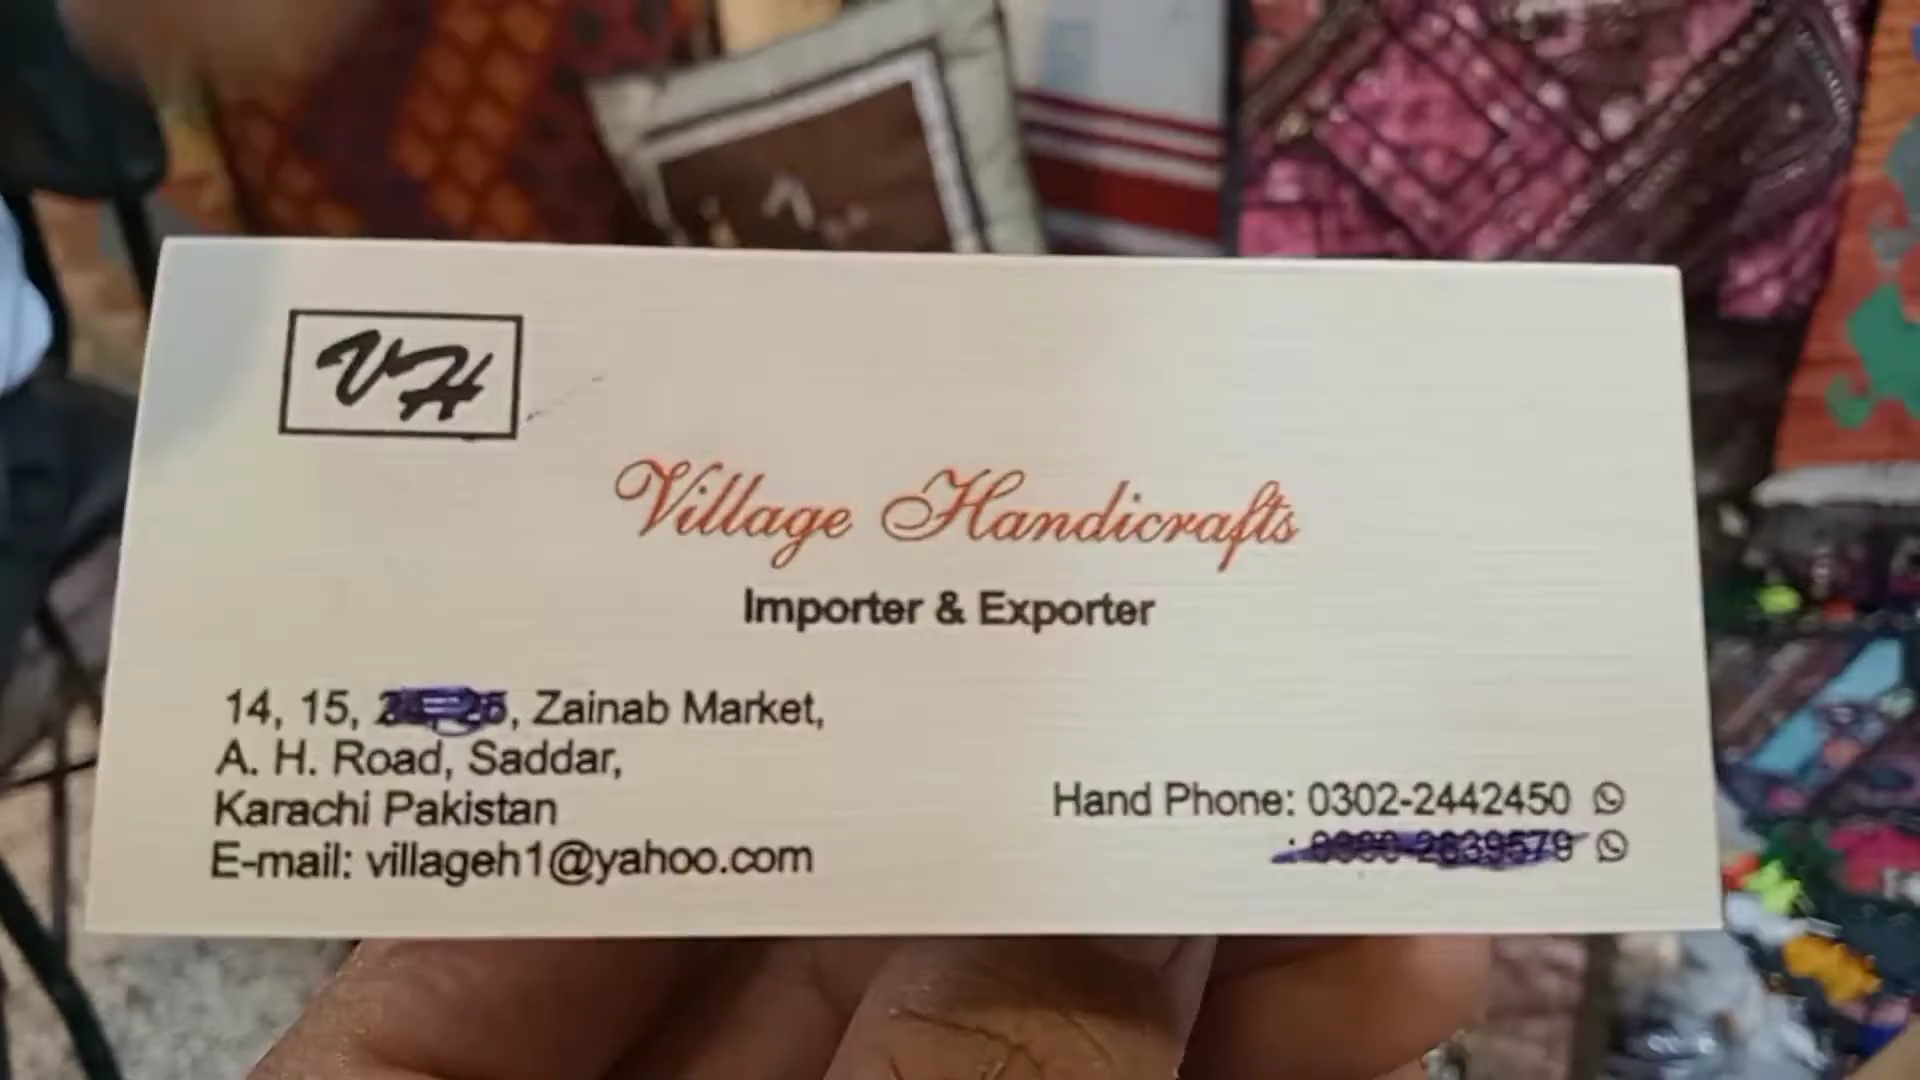 VH
Village Handicrafts
Importer & Exporter
14, 15, Zainab Market,
A. H. Road, Saddar,
Karachi Pakistan
E-mail: villageh1@yahoo.com
Hand Phone: 0302-2442450